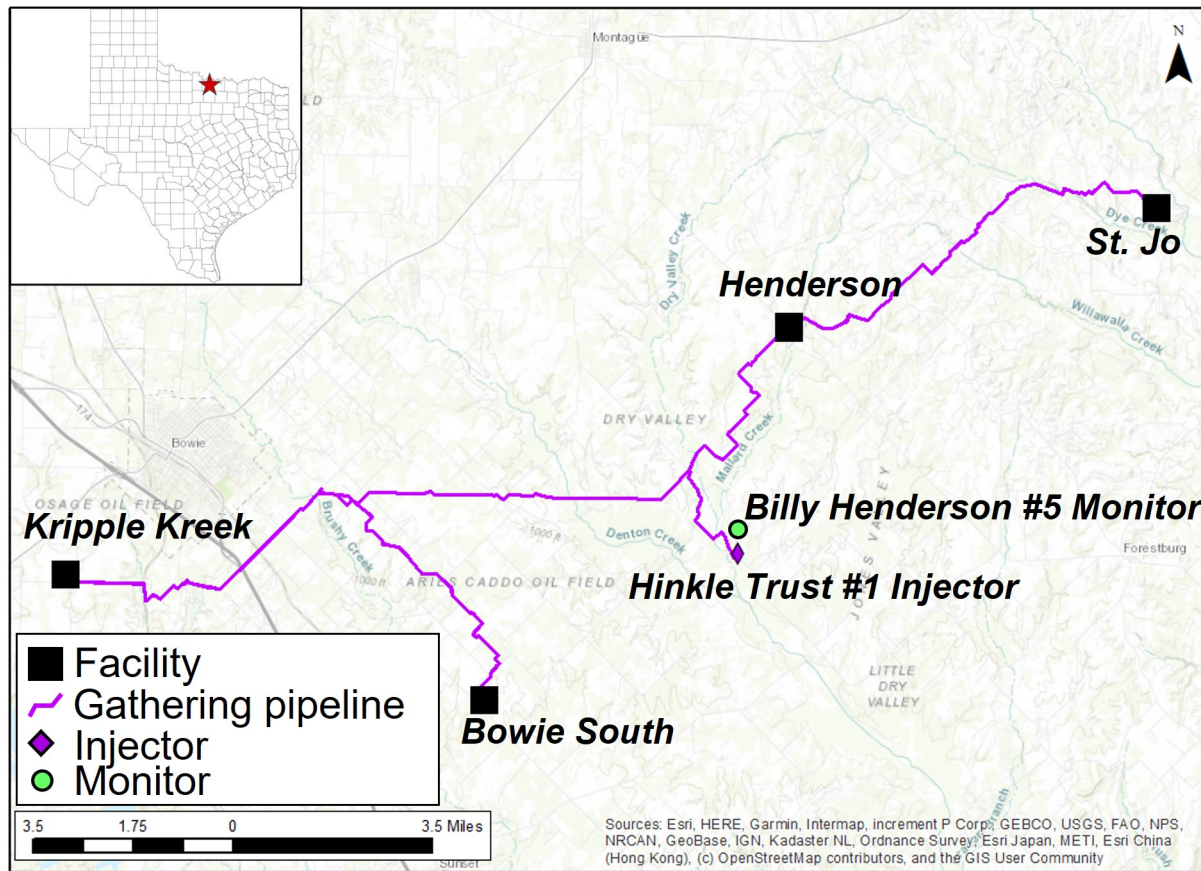 Montague
N
D
Dye Creek
St. Jo
Dry Valley Creek
Henderson
Willawalla Creek
DRY VALLEY
Mallard Creek
174
Bowie
OSAGE OIL FIELD
Kripple Kreek
Brushy Creek
1000 ft
Denton Creek
Billy Henderson #5 Monitor
JONES VALLEY
Forestburg
1000 ft
ARIES CADDO OIL FIELD
Hinkle Trust #1 Injector
Facility
Gathering pipeline
Injector
Monitor
Bowie South
LITTLE
DRY
VALLEY
3.5 1.75 0 3.5 Miles
Sunset
Branch
Sources: Esri, HERE, Garmin, Intermap, increment P Corp., GEBCO, USGS, FAO, NPS,
NRCAN, GeoBase, IGN, Kadaster NL, Ordnance Survey, Esri Japan, METI, Esri China
(Hong Kong), (c) OpenStreetMap contributors, and the GIS User Community